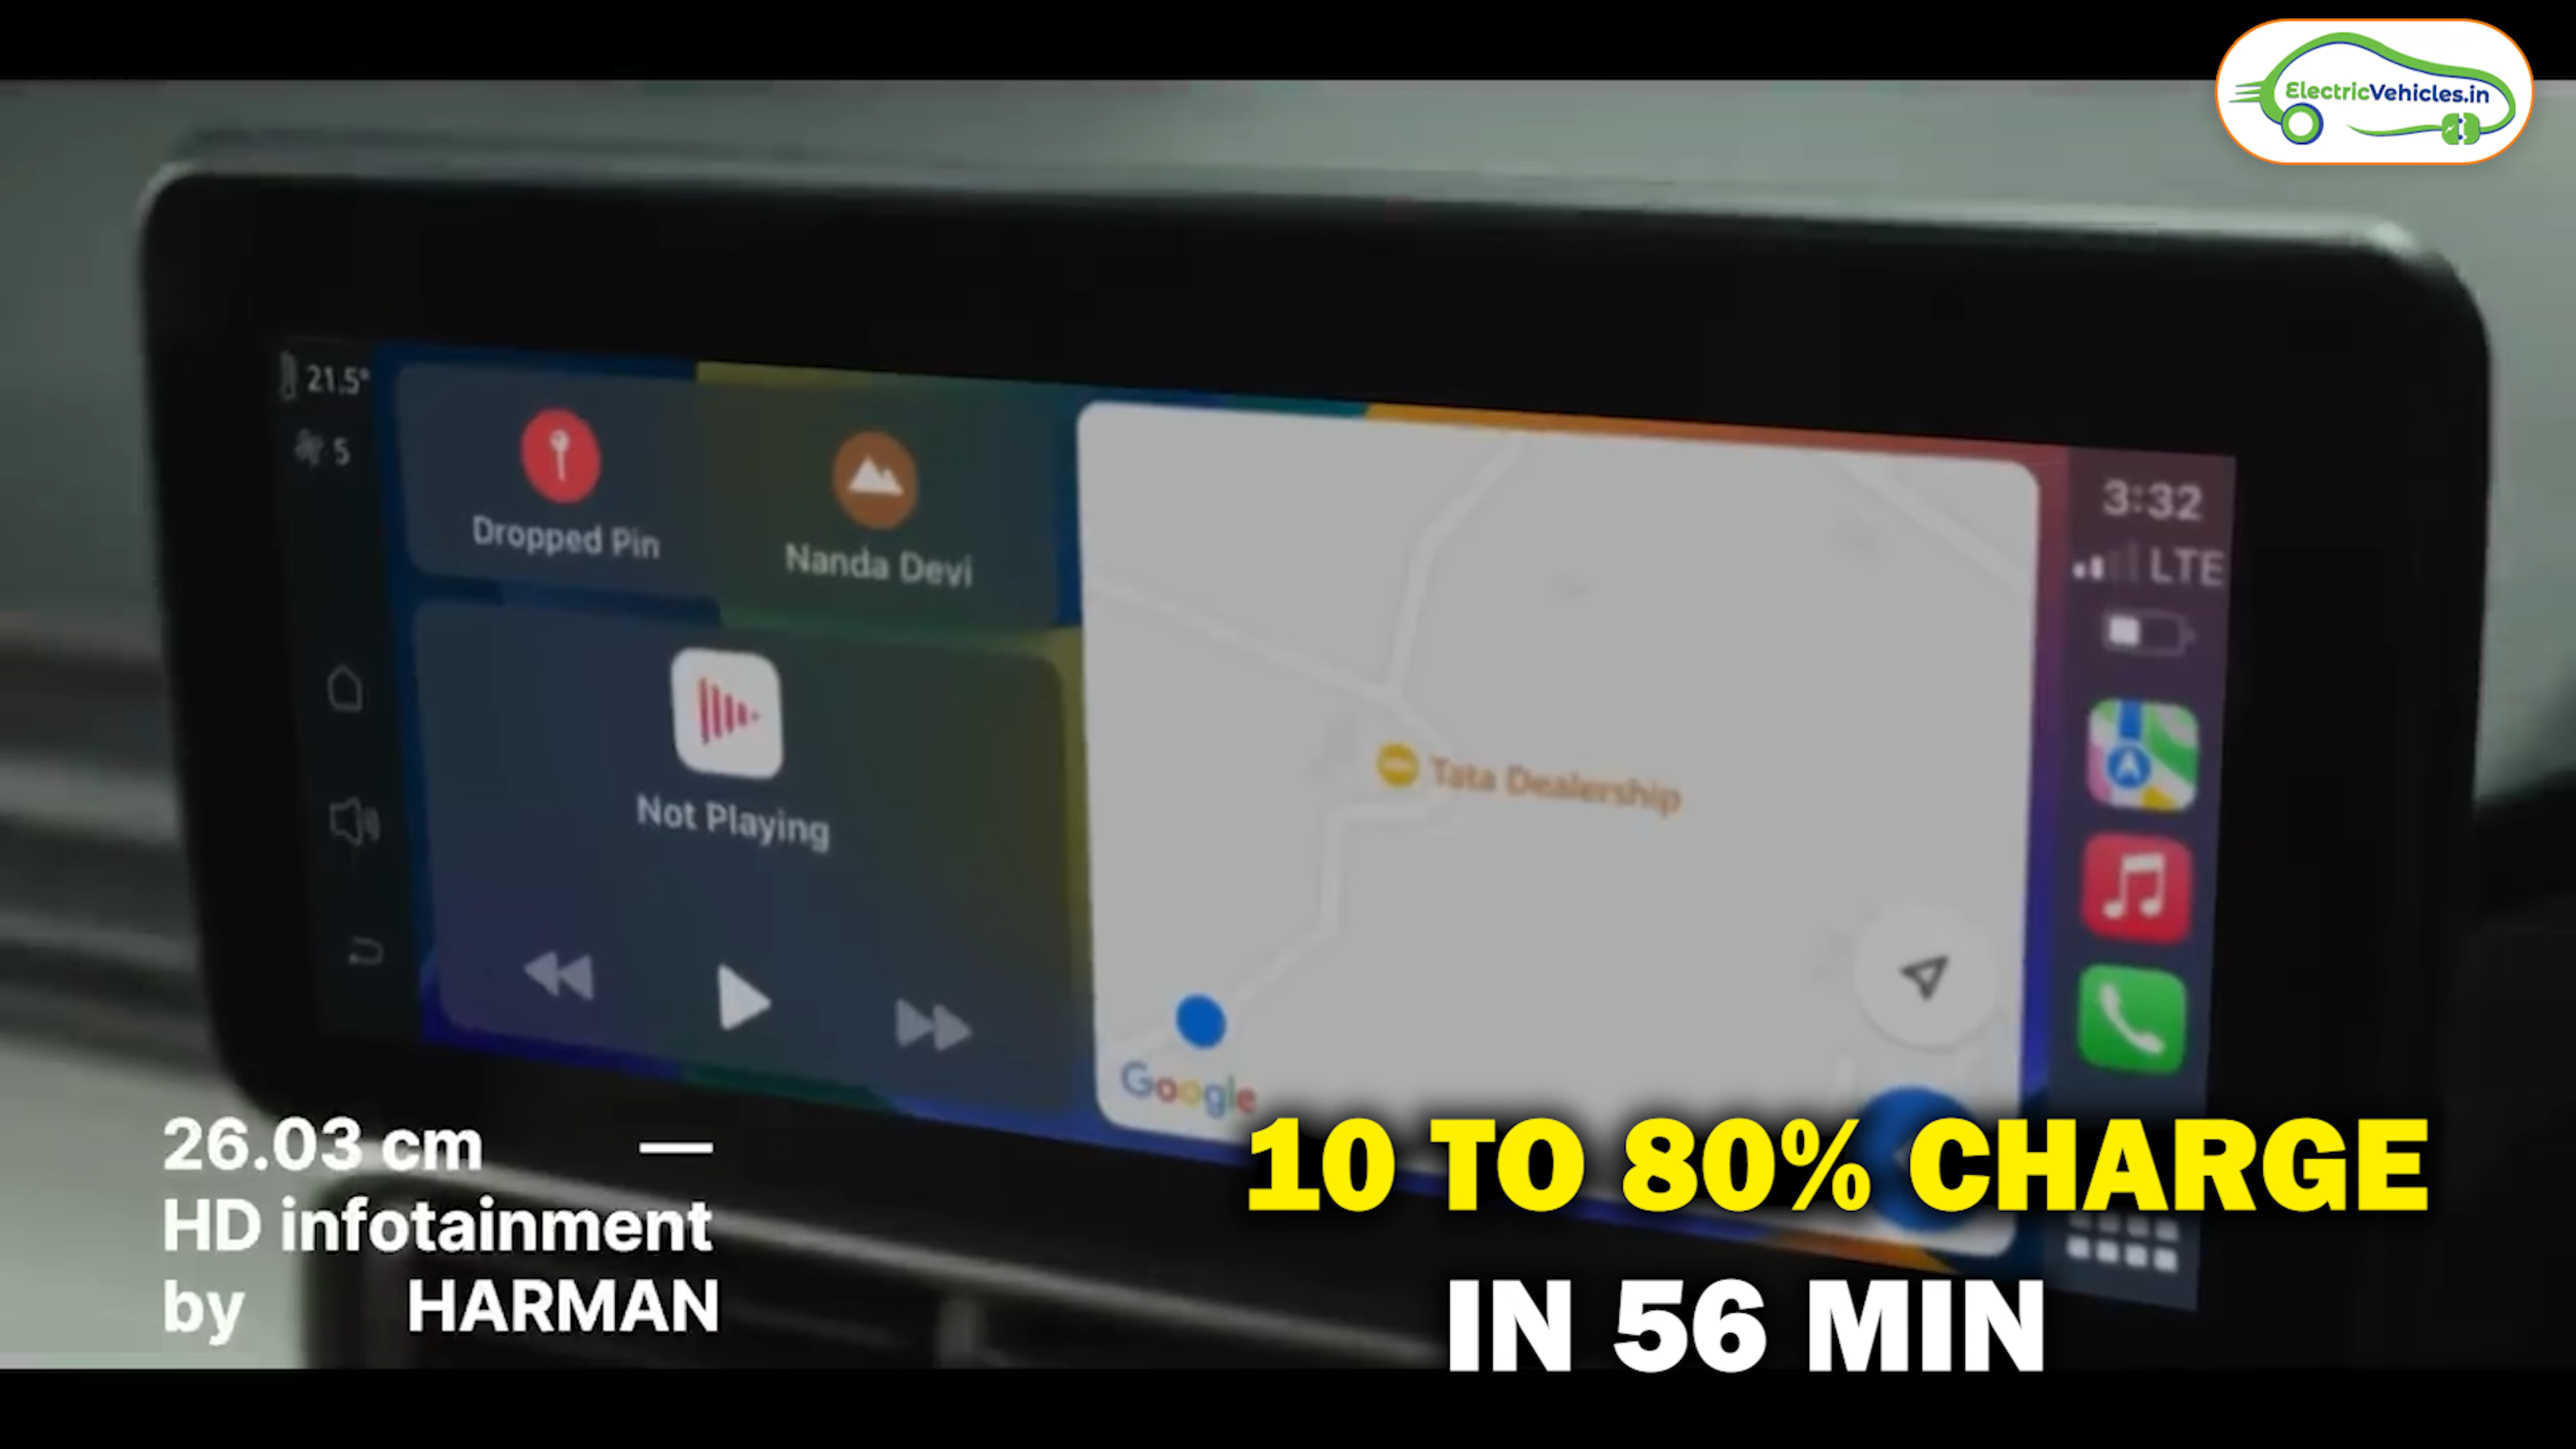 ElectricVehicles.in
21.5°
5
Dropped Pin
Nanda Devi
Not Playing
Tata Dealership
Google
3:32
LTE
26.03 cm —
HD infotainment
by HARMAN
10 TO 80% CHARGE
IN 56 MIN